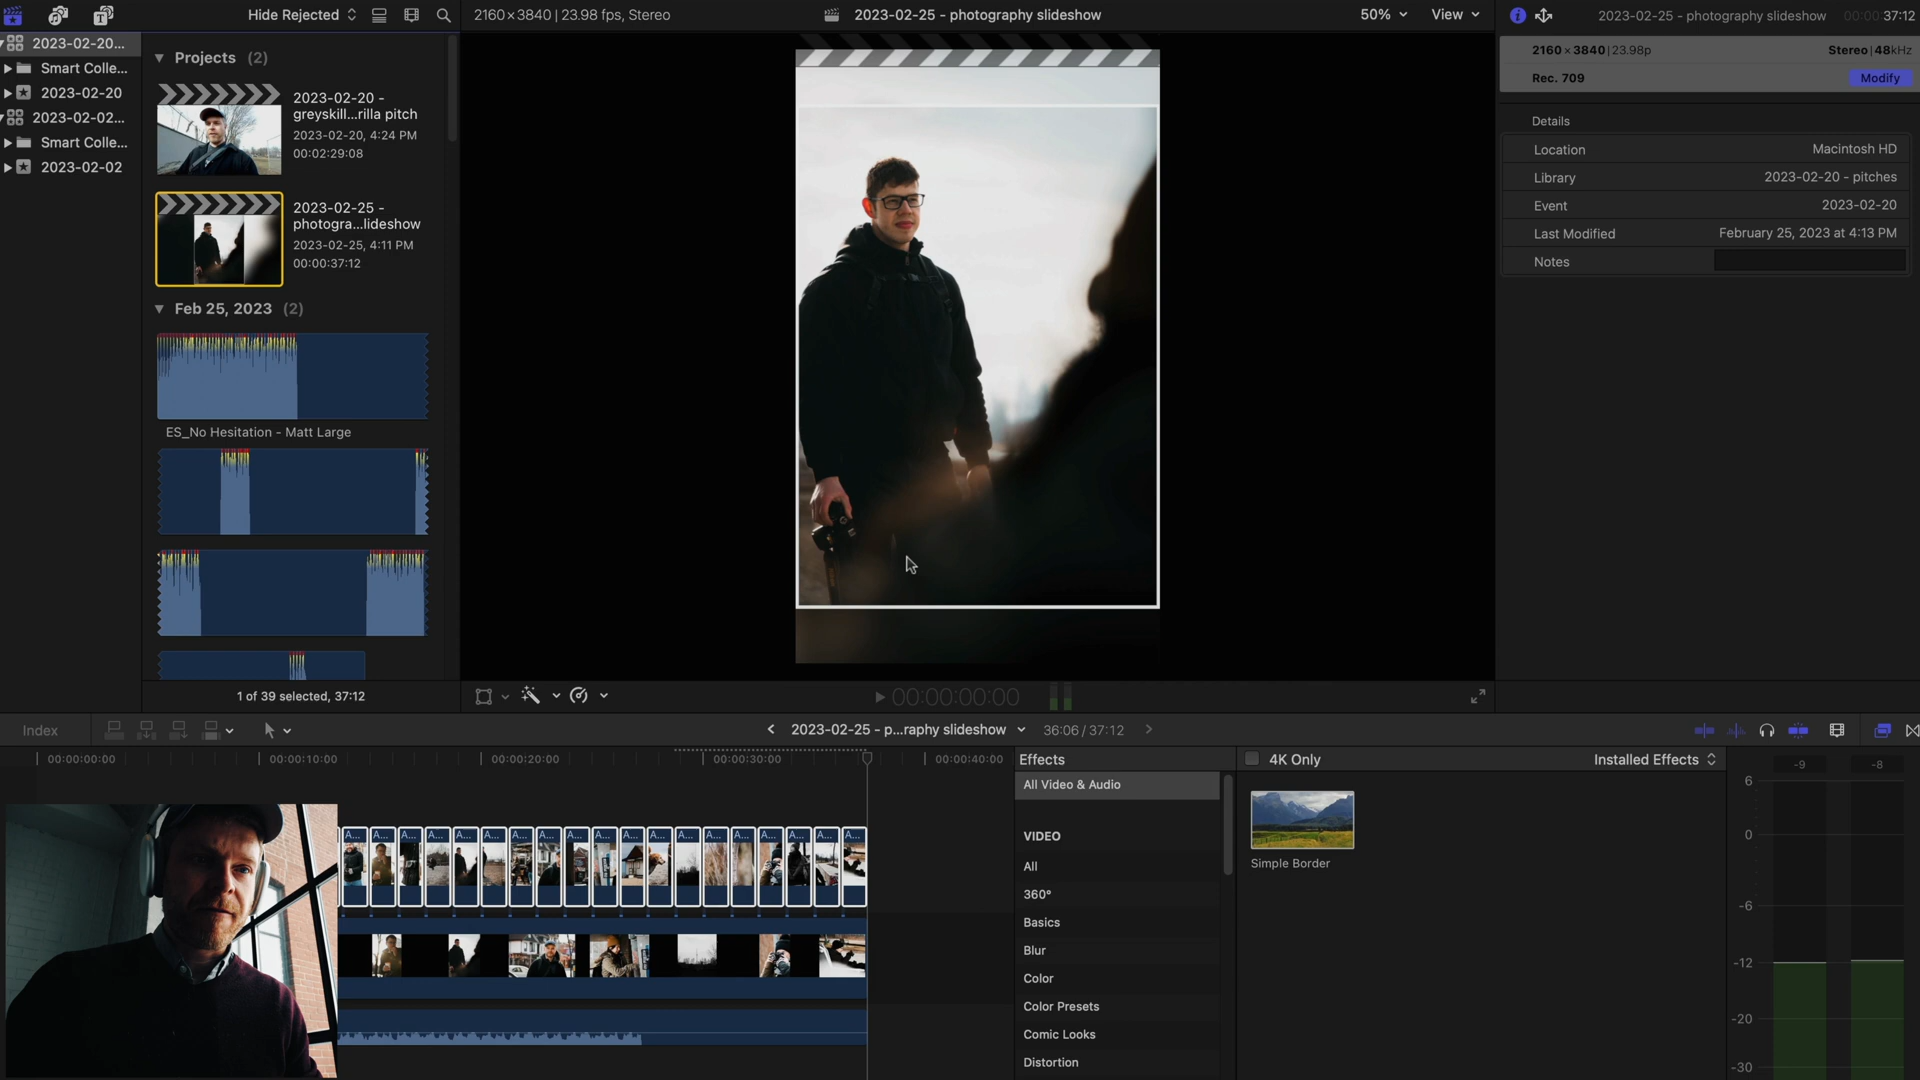 Hide Rejected
2160×3840 | 23.98 fps, Stereo
2023-02-25 - photography slideshow
50%
View
2023-02-25 - photography slideshow
00:00:37:12
2023-02-20...
Smart Colle...
2023-02-20
2023-02-02...
Smart Colle...
2023-02-02
Projects (2)
2023-02-20 -
greyskill...rilla pitch
2023-02-20, 4:24 PM
00:02:29:08
2023-02-25 -
photogra...lideshow
2023-02-25, 4:11 PM
00:00:37:12
Feb 25, 2023 (2)
ES_No Hesitation - Matt Large
1 of 39 selected, 37:12
2160×3840 | 23.98p
Stereo | 48kHz
Rec. 709
Modify
Details
Location
Macintosh HD
Library
2023-02-20 - pitches
Event
2023-02-20
Last Modified
February 25, 2023 at 4:13 PM
Notes
00:00:00:00
Index
2023-02-25 - p...raphy slideshow
36:06 / 37:12
00:00:00:00
00:00:10:00
00:00:20:00
00:00:30:00
00:00:40:00
A... A... A... A... A... A... A... A... A... A... A... A... A... A... A... A... A... A... A...
Effects
All Video & Audio
VIDEO
All
360°
Basics
Blur
Color
Color Presets
Comic Looks
Distortion
4K Only
Installed Effects
Simple Border
-9
-8
6
0
-6
-12
-20
-30